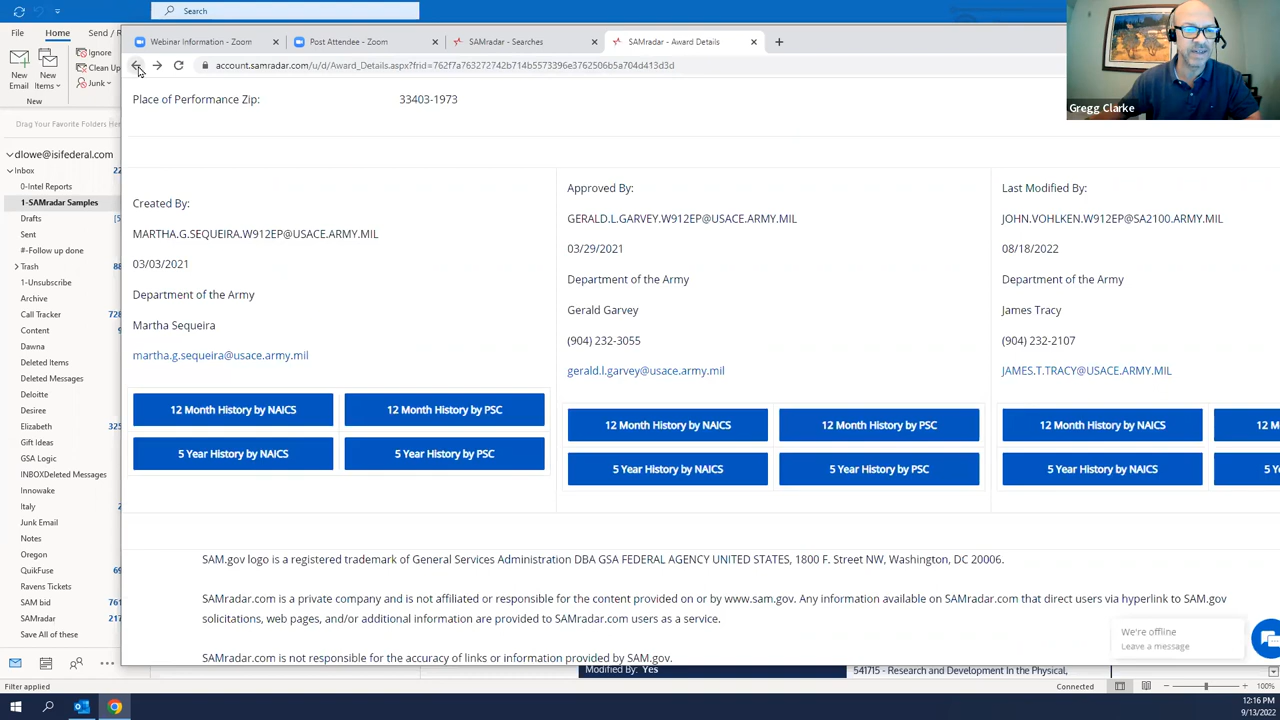 Search
File
Home
Send / R
New
Email
New
Items
Ignore
Clean Up
Junk
New
Webinar Information - Zoom
Post Attendee - Zoom
SAMradar - Searches
SAMradar - Award Details
account.samradar.com/u/d/Award_Details.aspx?frid=7c2f7a763272742b714b5573396e3762506b5a704d413d3d
Gregg Clarke
Drag Your Favorite Folders He
dlowe@isifederal.com
Inbox 22
0-Intel Reports
1-SAMradar Samples
Drafts [5
Sent
#-Follow up done
Trash 88
1-Unsubscribe
Archive
Call Tracker 728
Content 9
Dawna
Deleted Items
Deleted Messages
Deloitte
Desiree
Elizabeth 325
Gift Ideas
GSA Logic
INBOXDeleted Messages
Innowake
Italy 2
Junk Email
Notes
Oregon
QuikFuse
Ravens Tickets
SAM bid 761
SAMradar 217
Save All of these
Place of Performance Zip: 33403-1973
Created By:
MARTHA.G.SEQUEIRA.W912EP@USACE.ARMY.MIL
03/03/2021
Department of the Army
Martha Sequeira
martha.g.sequeira@usace.army.mil
12 Month History by NAICS
12 Month History by PSC
5 Year History by NAICS
5 Year History by PSC
Approved By:
GERALD.L.GARVEY.W912EP@USACE.ARMY.MIL
03/29/2021
Department of the Army
Gerald Garvey
(904) 232-3055
gerald.l.garvey@usace.army.mil
12 Month History by NAICS
12 Month History by PSC
5 Year History by NAICS
5 Year History by PSC
Last Modified By:
JOHN.VOHLKEN.W912EP@SA2100.ARMY.MIL
08/18/2022
Department of the Army
James Tracy
(904) 232-2107
JAMES.T.TRACY@USACE.ARMY.MIL
12 Month History by NAICS
12 M
5 Year History by NAICS
5 Ye
SAM.gov logo is a registered trademark of General Services Administration DBA GSA FEDERAL AGENCY UNITED STATES, 1800 F. Street NW, Washington, DC 20006.
SAMradar.com is a private company and is not affiliated or responsible for the content provided on or by www.sam.gov. Any information available on SAMradar.com that direct users via hyperlink to SAM.gov
solicitations, web pages, and/or additional information are provided to SAMradar.com users as a service.
SAMradar.com is not responsible for the accuracy of links or information provided by SAM.gov.
We're offline
Leave a message
Modified By: Yes
541715 - Research and Development in the Physical,
Filter applied
Connected
100%
12:16 PM
9/13/2022